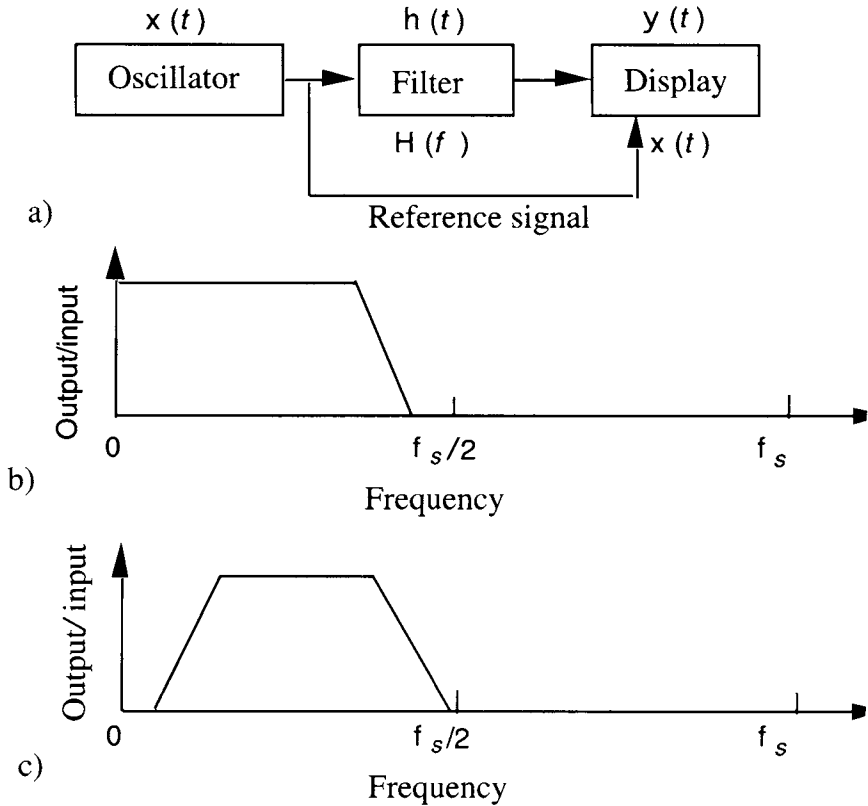 x (t) h (t) y (t)
Oscillator Filter Display
H (f ) x (t)
Reference signal
a)
Output/input
0 f s/2 f s
Frequency
b)
Output/ input
0 f s/2 f s
Frequency
c)